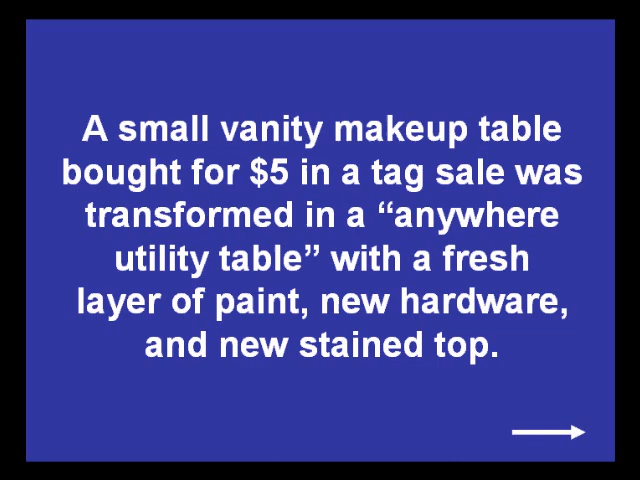 A small vanity makeup table
bought for $5 in a tag sale was
transformed in a “anywhere
utility table” with a fresh
layer of paint, new hardware,
and new stained top.